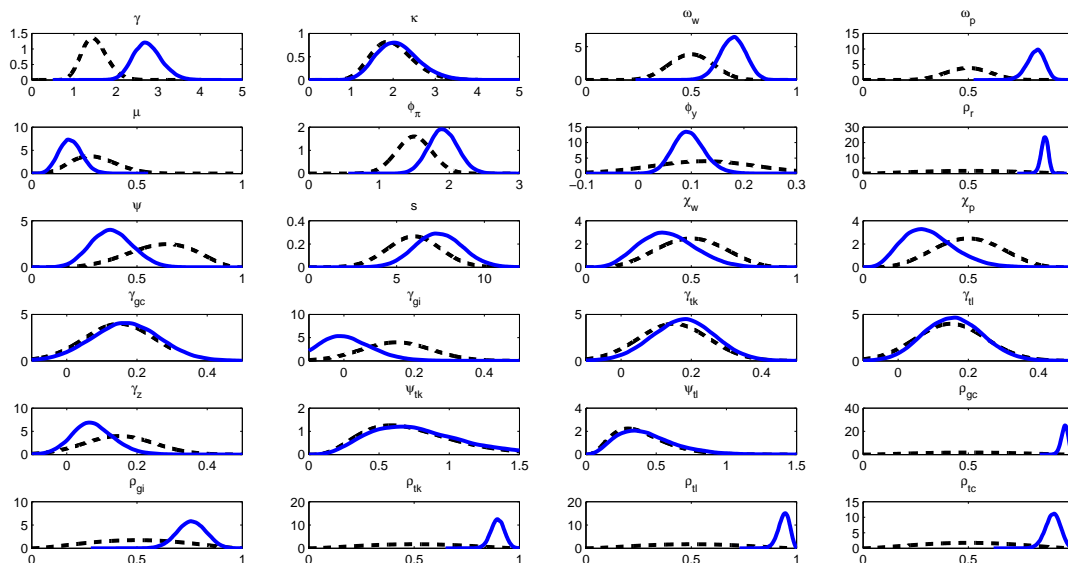 γ κ ω_w ω_p
1.5 1 5 5
1
0.5 0.5
0 0 0 0
0 1 2 3 4 5 0 1 2 3 4 5 0 0.5 1 0 0.5
μ φ_π φ_y ρ_r
10 2 15 30
5 1 10 20
5 10
0 0 0 0
0 0.5 1 0 1 2 3 −0.1 0 0.1 0.2 0.3 0 0.5
ψ s χ_w χ_p
5 0.4 4 4
0.2 2 2
0 0 0 0
0 0.5 1 0 5 10 0 0.5 1 0 0.5
γ_gc γ_gi γ_tk γ_tl
5 10 5 5
5
0 0 0 0
0 0.2 0.4 0 0.2 0.4 0 0.2 0.4 0 0.2 0.4
γ_z ψ_tk ψ_tl ρ_gc
10 2 4 40
5 1 2 20
0 0 0 0
0 0.2 0.4 0 0.5 1 1.5 0 0.5 1 1.5 0 0.5
ρ_gi ρ_tk ρ_tl ρ_tc
10 20 20 15
5 10 10 10
5
0 0 0 0
0 0.5 1 0 0.5 1 0 0.5 1 0 0.5